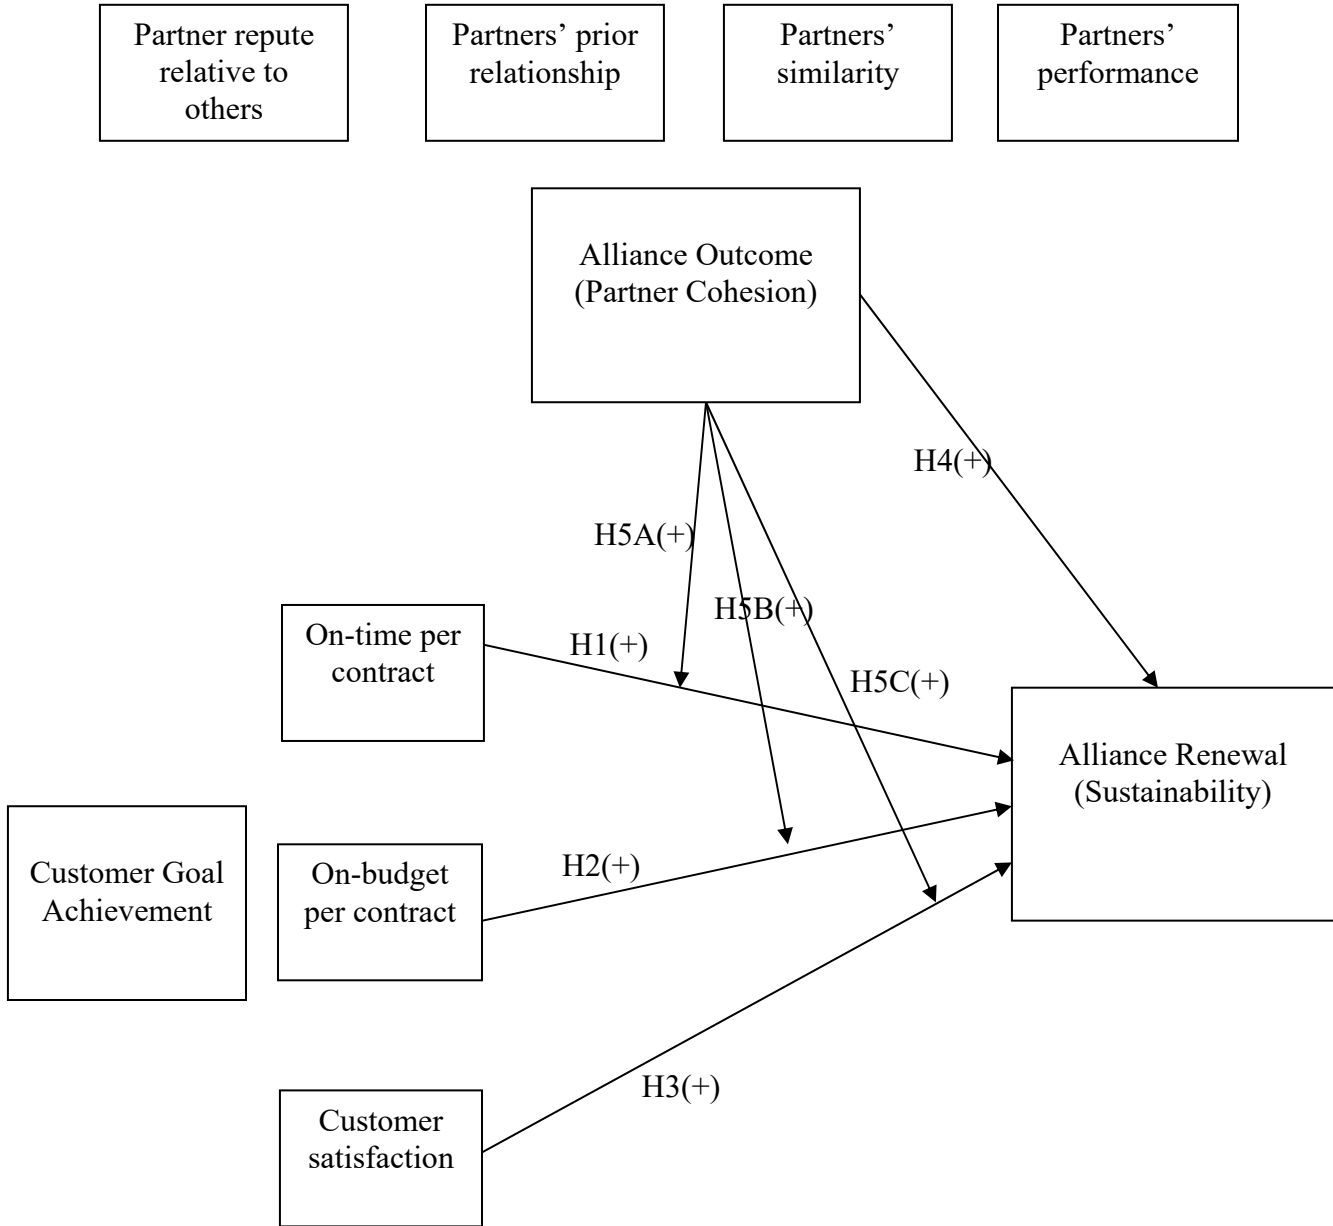 Partner repute
relative to
others
Partners’ prior
relationship
Partners’
similarity
Partners’
performance
Alliance Outcome
(Partner Cohesion)
H4(+)
H5A(+)
H5B(+)
On-time per
contract
H1(+)
H5C(+)
Alliance Renewal
(Sustainability)
Customer Goal
Achievement
On-budget
per contract
H2(+)
H3(+)
Customer
satisfaction